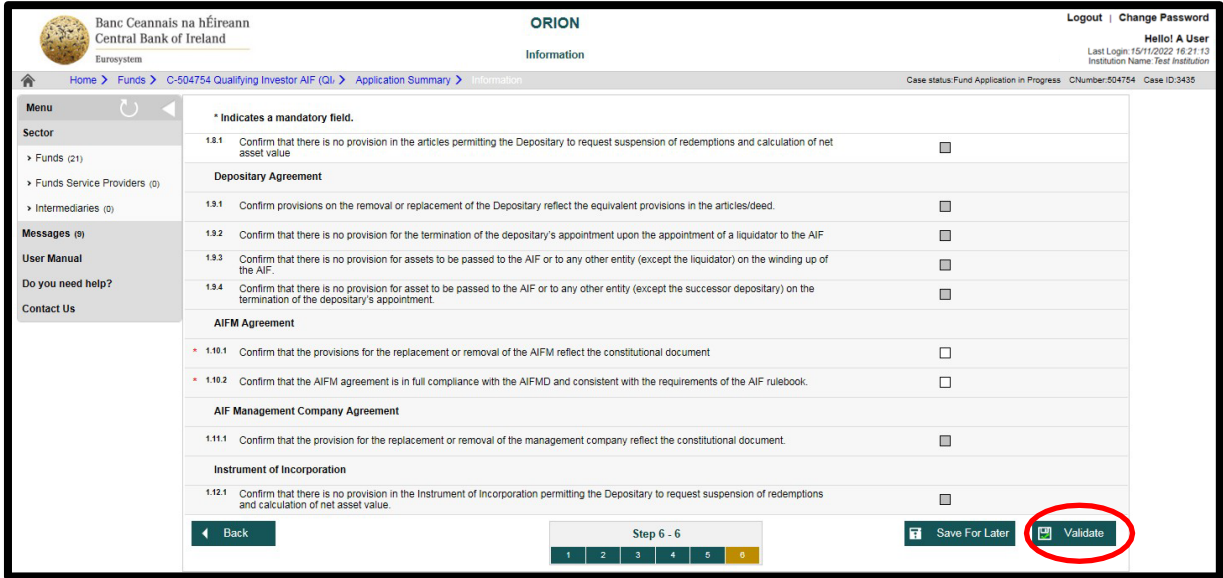 Banc Ceannais na hÉireann
Central Bank of Ireland
Eurosystem
ORION
Information
Logout | Change Password
Hello! A User
Last Login:15/11/2022 16:21:13
Institution Name:Test Institution
Home > Funds > C-504754 Qualifying Investor AIF (QI/ > Application Summary > Information
Case status:Fund Application in Progress CNumber:504754 Case ID:3435
Menu
Sector
> Funds (21)
> Funds Service Providers (0)
> Intermediaries (0)
Messages (9)
User Manual
Do you need help?
Contact Us
* Indicates a mandatory field.
1.8.1 Confirm that there is no provision in the articles permitting the Depositary to request suspension of redemptions and calculation of net
asset value
Depositary Agreement
1.9.1 Confirm provisions on the removal or replacement of the Depositary reflect the equivalent provisions in the articles/deed.
1.9.2 Confirm that there is no provision for the termination of the depositary's appointment upon the appointment of a liquidator to the AIF
1.9.3 Confirm that there is no provision for assets to be passed to the AIF or to any other entity (except the liquidator) on the winding up of
the AIF.
1.9.4 Confirm that there is no provision for asset to be passed to the AIF or to any other entity (except the successor depositary) on the
termination of the depositary's appointment.
AIFM Agreement
* 1.10.1 Confirm that the provisions for the replacement or removal of the AIFM reflect the constitutional document
* 1.10.2 Confirm that the AIFM agreement is in full compliance with the AIFMD and consistent with the requirements of the AIF rulebook.
AIF Management Company Agreement
1.11.1 Confirm that the provision for the replacement or removal of the management company reflect the constitutional document.
Instrument of Incorporation
1.12.1 Confirm that there is no provision in the Instrument of Incorporation permitting the Depositary to request suspension of redemptions
and calculation of net asset value.
Back
Step 6 - 6
1 2 3 4 5 6
Save For Later
Validate